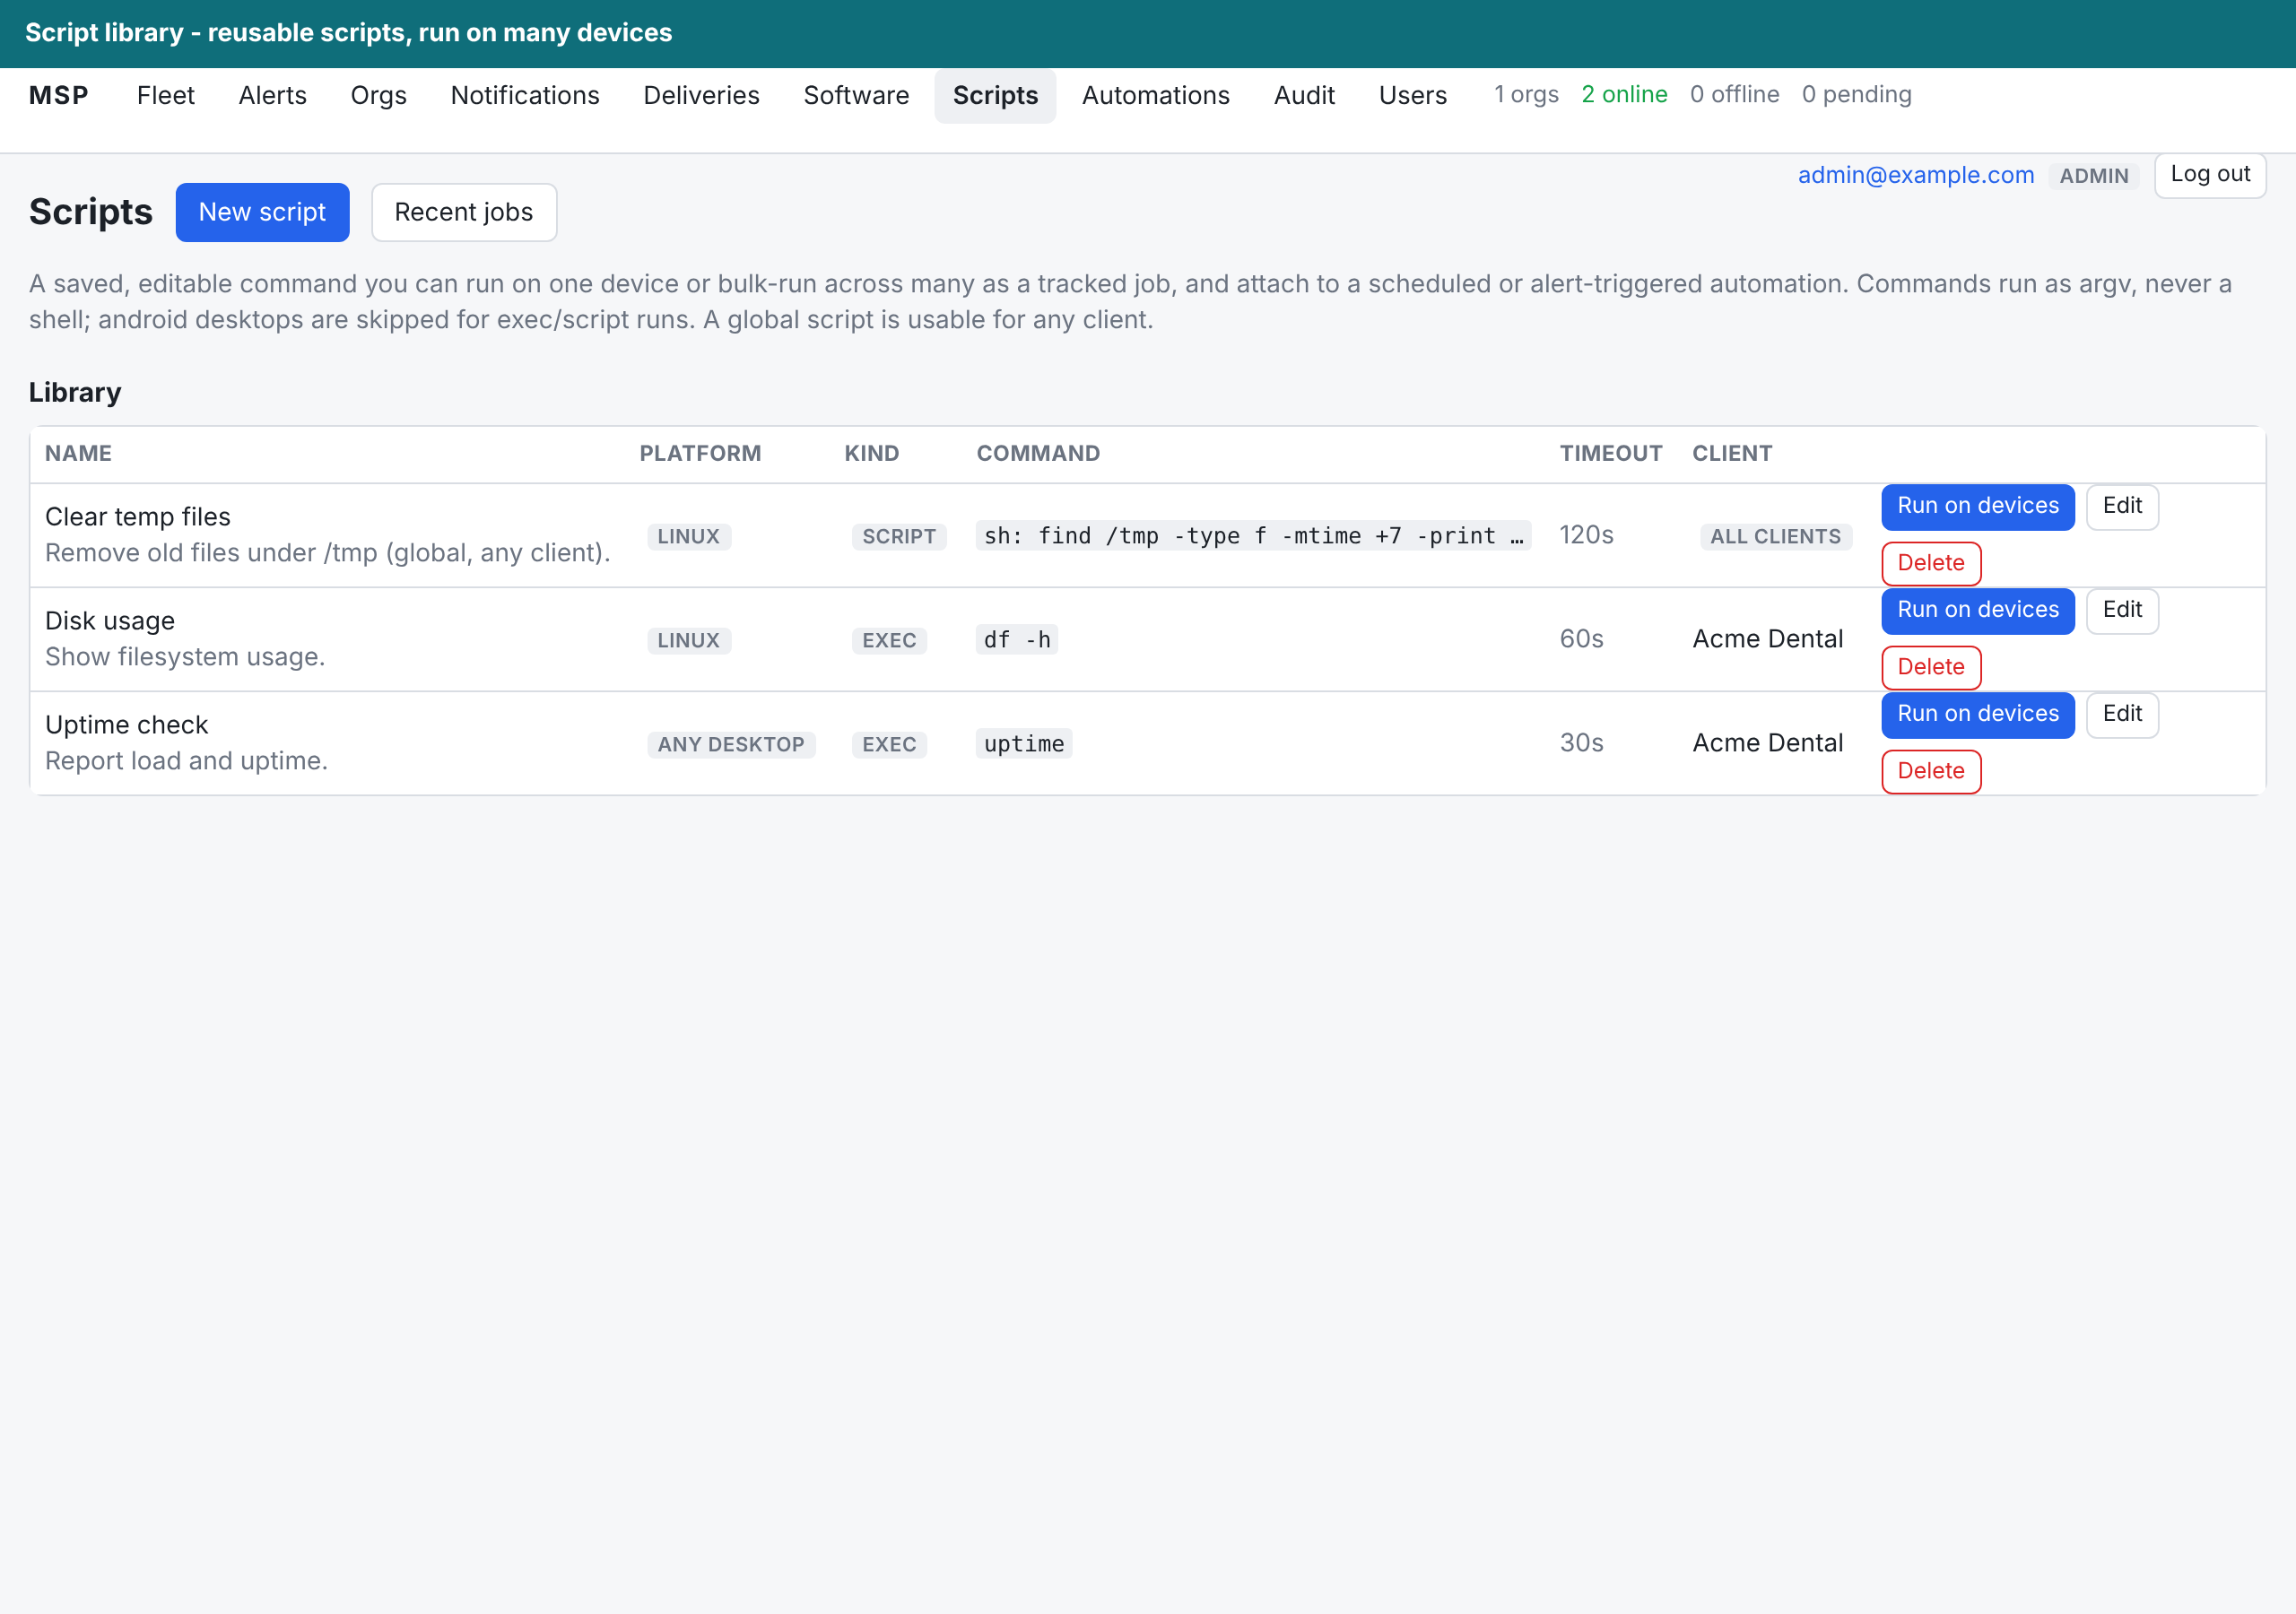 Script library - reusable scripts, run on many devices
MSP Fleet Alerts Orgs Notifications Deliveries Software Scripts Automations Audit Users 1 orgs 2 online 0 offline 0 pending
admin@example.com ADMIN Log out
Scripts New script Recent jobs
A saved, editable command you can run on one device or bulk-run across many as a tracked job, and attach to a scheduled or alert-triggered automation. Commands run as argv, never a
shell; android desktops are skipped for exec/script runs. A global script is usable for any client.
Library
NAME PLATFORM KIND COMMAND TIMEOUT CLIENT
Clear temp files
Remove old files under /tmp (global, any client).
LINUX SCRIPT sh: find /tmp -type f -mtime +7 -print … 120s ALL CLIENTS
Run on devices Edit
Delete
Disk usage
Show filesystem usage.
LINUX EXEC df -h 60s Acme Dental
Run on devices Edit
Delete
Uptime check
Report load and uptime.
ANY DESKTOP EXEC uptime 30s Acme Dental
Run on devices Edit
Delete